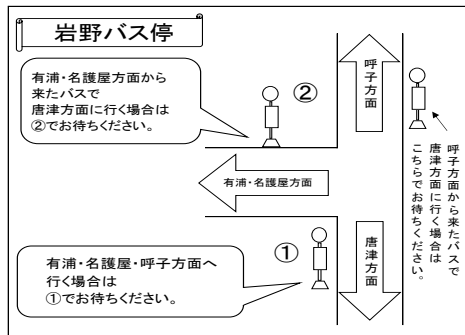 岩野バス停
有浦・名護屋方面から
来たバスで
唐津方面に行く場合は
②でお待ちください。
②
呼子方面
呼子方面から来たバスで
唐津方面に行く場合は
こちらでお待ちください。
有浦・名護屋方面
有浦・名護屋・呼子方面へ
行く場合は
①でお待ちください。
①
唐津方面